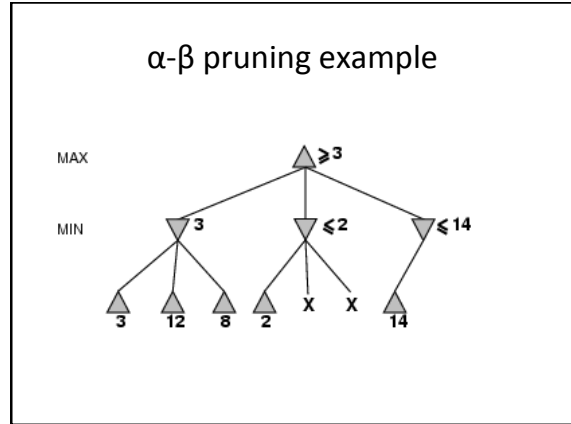 α-β pruning example
MAX
≥3
MIN
3
≤2
≤14
3
12
8
2
X
X
14